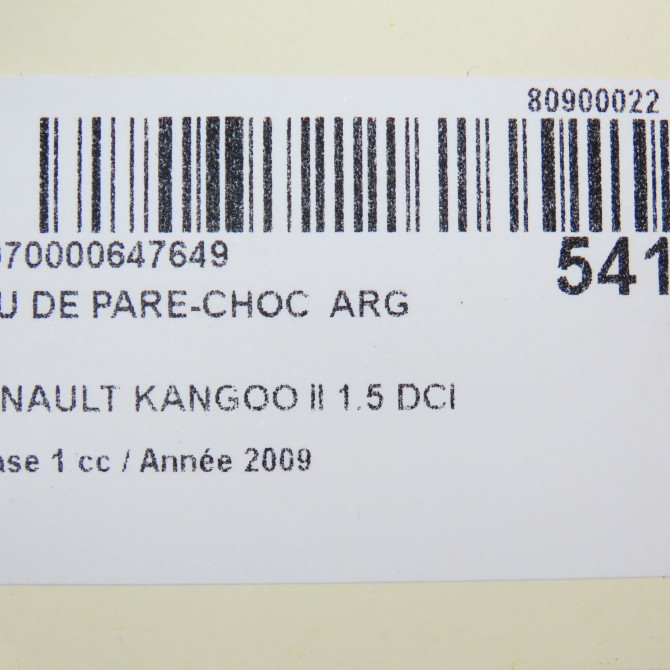 80900022
070000647649
541
U DE PARE-CHOC ARG
NAULT KANGOO II 1.5 DCI
ase 1 cc / Année 2009